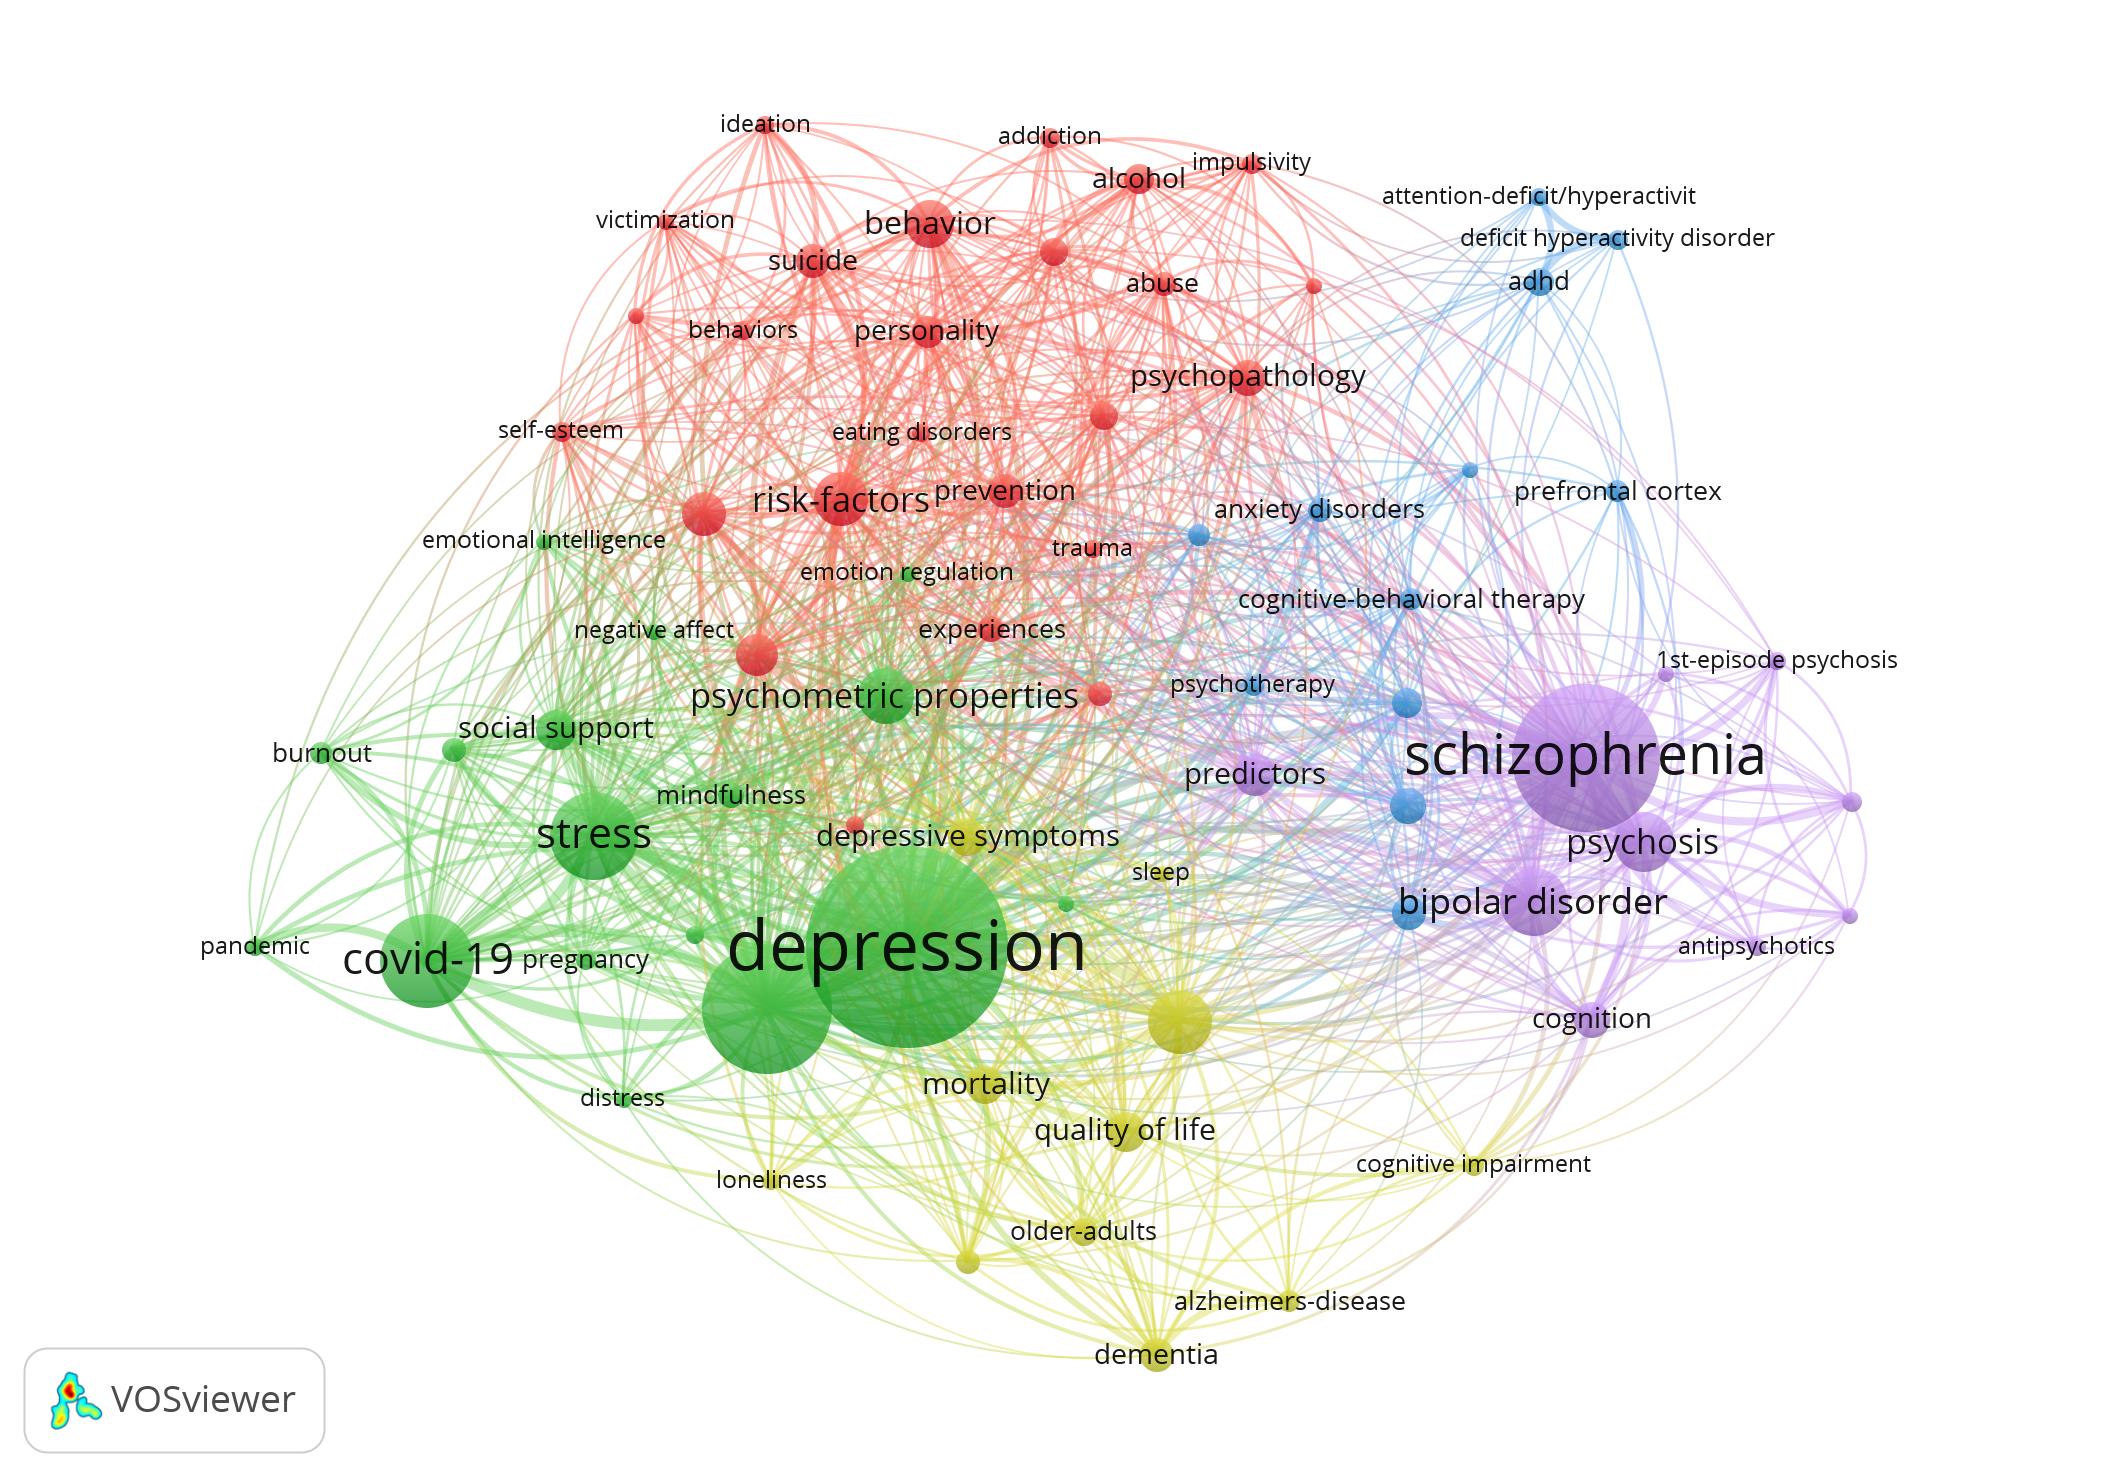 ideation
addiction
impulsivity
alcohol
attention-deficit/hyperactivit
victimization
behavior
deficit hyperactivity disorder
suicide
abuse
adhd
behaviors
personality
psychopathology
self-esteem
eating disorders
risk-factors
prevention
prefrontal cortex
anxiety disorders
emotional intelligence
trauma
emotion regulation
cognitive-behavioral therapy
negative affect
experiences
1st-episode psychosis
psychotherapy
psychometric properties
social support
burnout
schizophrenia
predictors
mindfulness
stress
depressive symptoms
psychosis
sleep
bipolar disorder
pandemic
covid-19
pregnancy
depression
antipsychotics
cognition
mortality
distress
quality of life
cognitive impairment
loneliness
older-adults
alzheimers-disease
dementia
VOSviewer